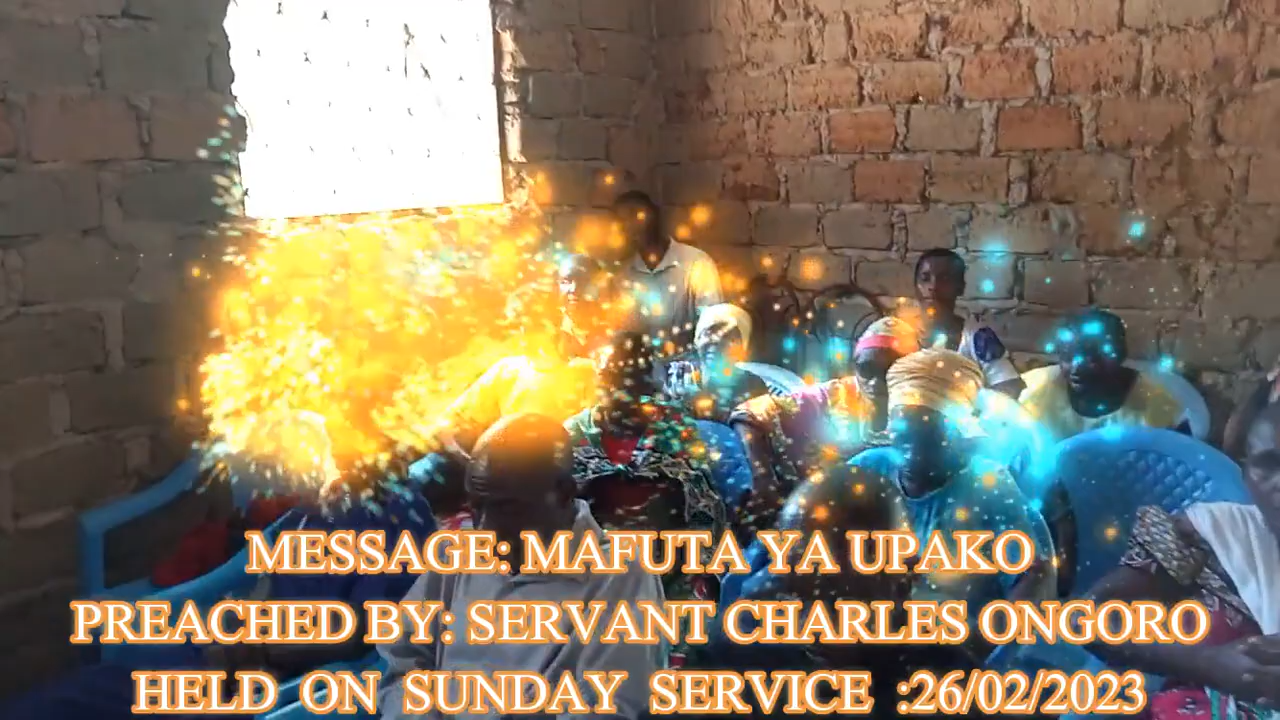 MESSAGE: MAFUTA YA UPAKO
PREACHED BY: SERVANT CHARLES ONGORO
HELD ON SUNDAY SERVICE :26/02/2023